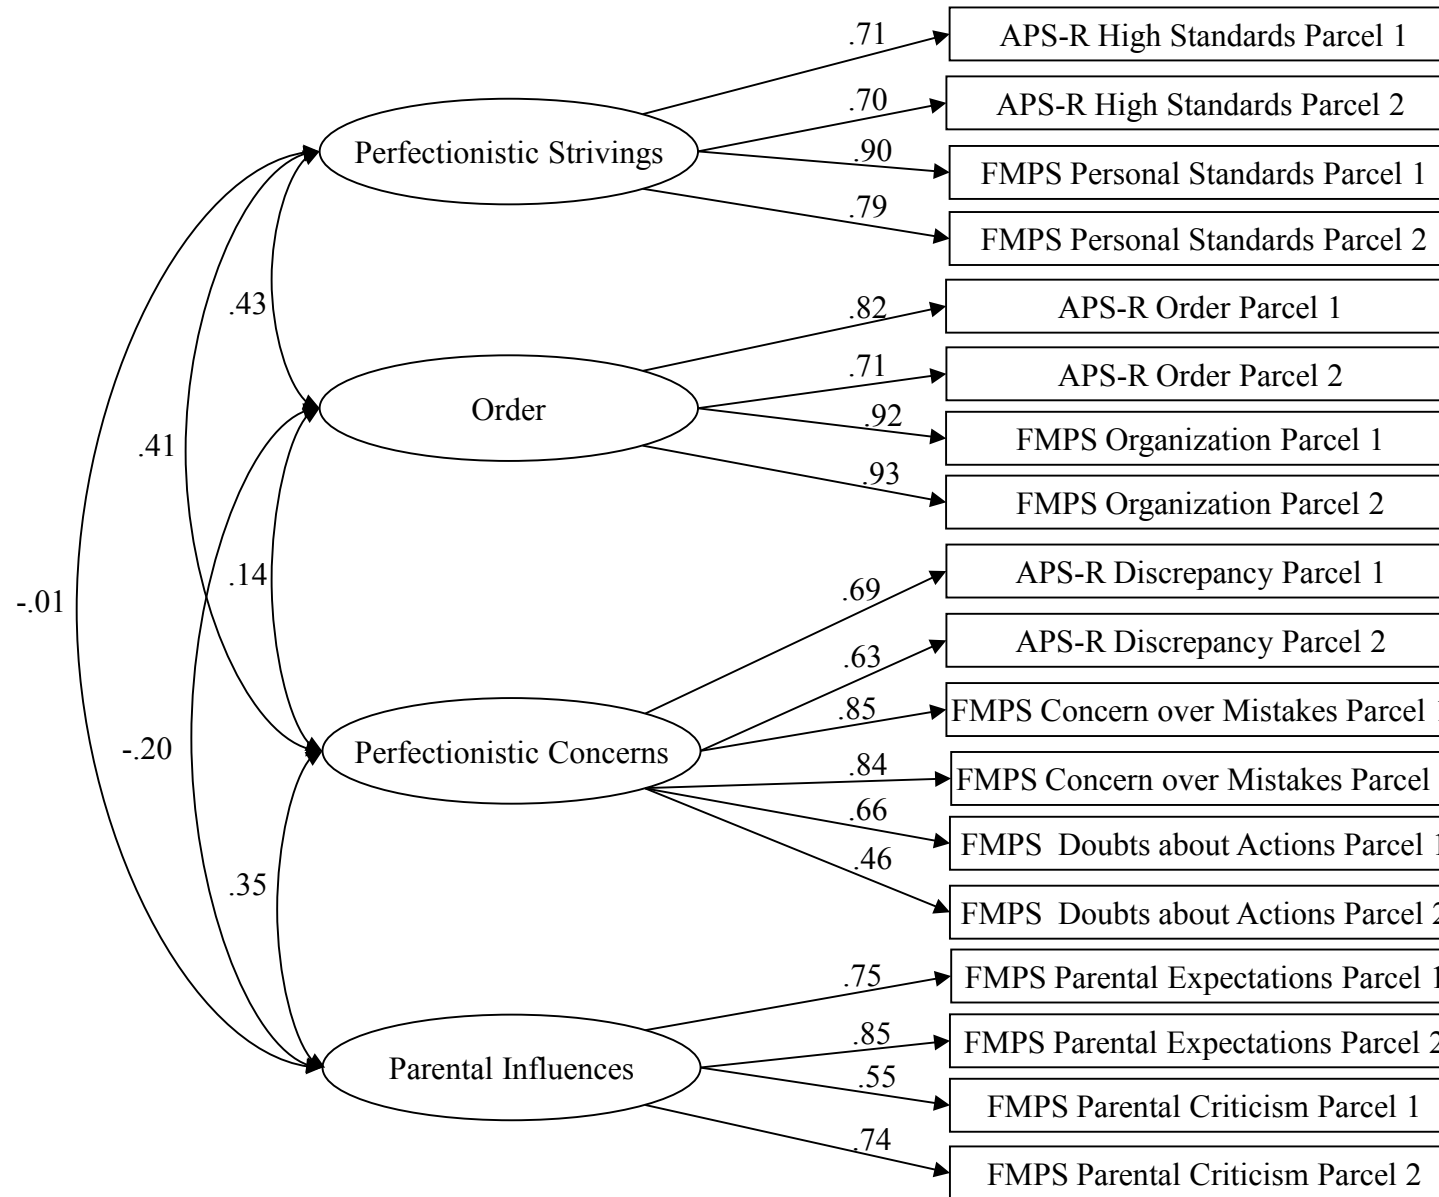 .71
APS-R High Standards Parcel 1
.70
APS-R High Standards Parcel 2
Perfectionistic Strivings
.90
FMPS Personal Standards Parcel 1
.79
FMPS Personal Standards Parcel 2
.43
.82
APS-R Order Parcel 1
.71
APS-R Order Parcel 2
Order
.92
FMPS Organization Parcel 1
.41
.93
FMPS Organization Parcel 2
.14
.69
APS-R Discrepancy Parcel 1
-.01
.63
APS-R Discrepancy Parcel 2
.85
FMPS Concern over Mistakes Parcel 1
-.20
Perfectionistic Concerns
.84
FMPS Concern over Mistakes Parcel
.66
FMPS Doubts about Actions Parcel 1
.46
.35
FMPS Doubts about Actions Parcel 2
.75
FMPS Parental Expectations Parcel 1
.85
FMPS Parental Expectations Parcel 2
Parental Influences
.55
FMPS Parental Criticism Parcel 1
.74
FMPS Parental Criticism Parcel 2